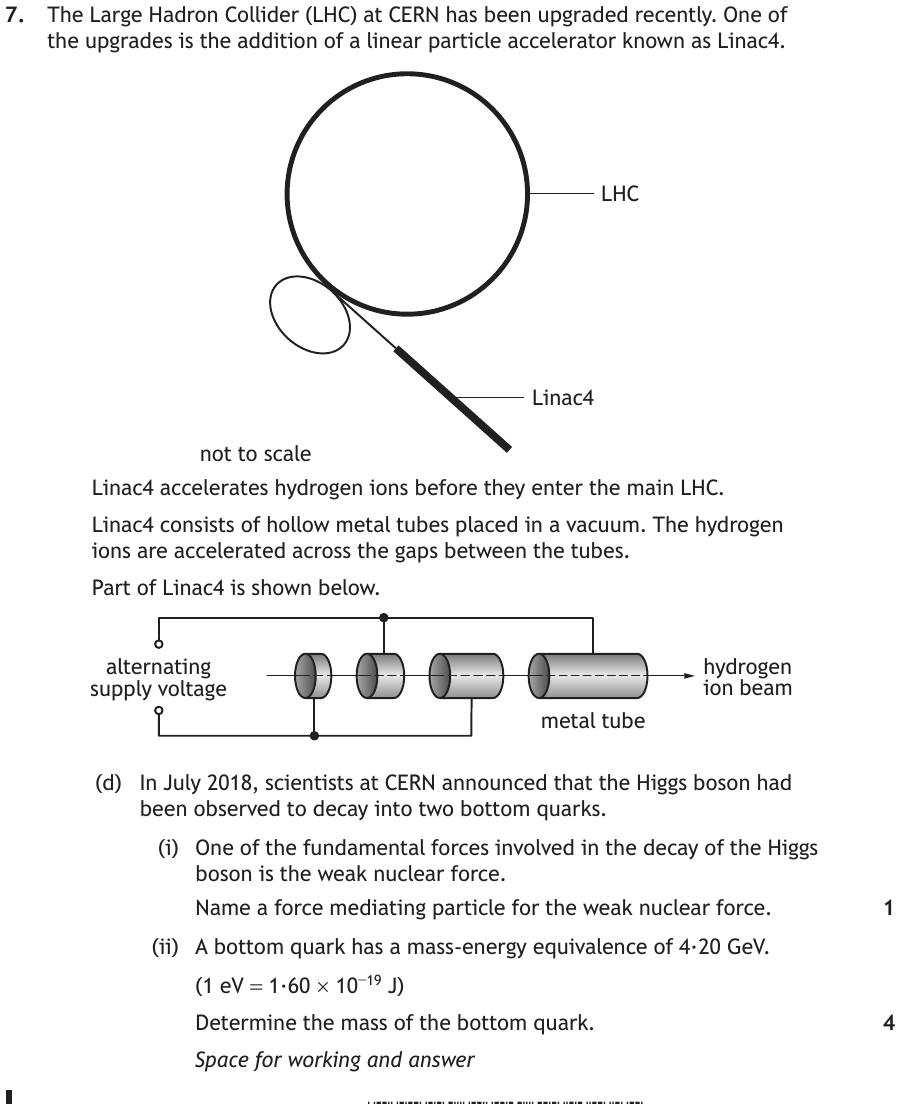 7. The Large Hadron Collider (LHC) at CERN has been upgraded recently. One of
the upgrades is the addition of a linear particle accelerator known as Linac4.
LHC
Linac4
not to scale
Linac4 accelerates hydrogen ions before they enter the main LHC.
Linac4 consists of hollow metal tubes placed in a vacuum. The hydrogen
ions are accelerated across the gaps between the tubes.
Part of Linac4 is shown below.
alternating
supply voltage
hydrogen
ion beam
metal tube
(d) In July 2018, scientists at CERN announced that the Higgs boson had
been observed to decay into two bottom quarks.
(i) One of the fundamental forces involved in the decay of the Higgs
boson is the weak nuclear force.
Name a force mediating particle for the weak nuclear force. 1
(ii) A bottom quark has a mass-energy equivalence of 4·20 GeV.
(1 eV = 1·60 × 10⁻¹⁹ J)
Determine the mass of the bottom quark. 4
Space for working and answer